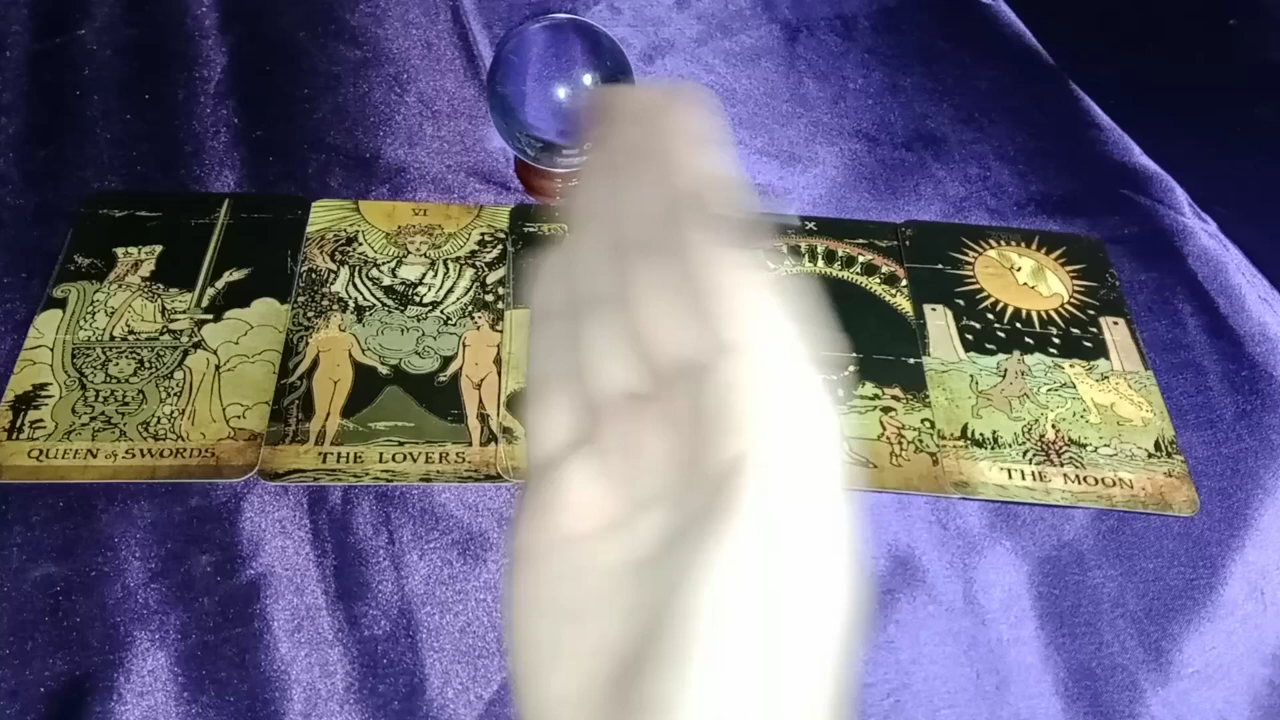 QUEEN of SWORDS
VI
THE LOVERS
X
THE MOON